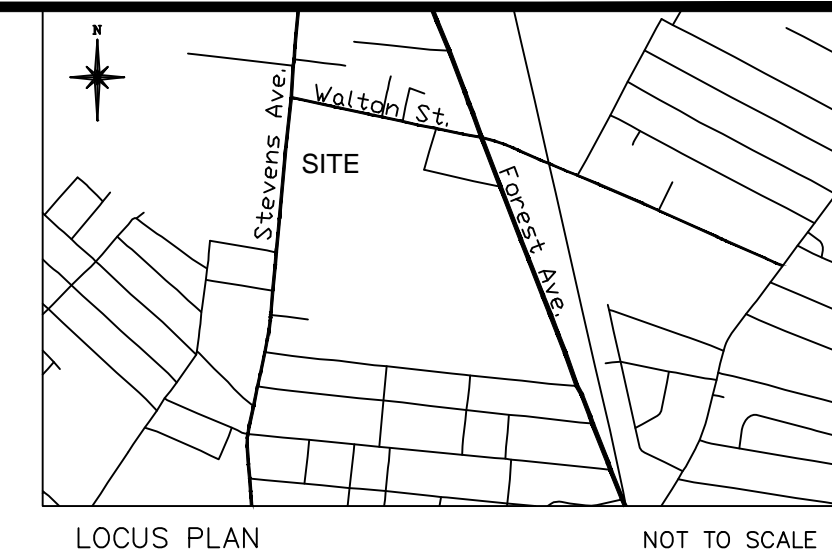 N
Walton St.
Stevens Ave.
SITE
Forest Ave.
LOCUS PLAN
NOT TO SCALE